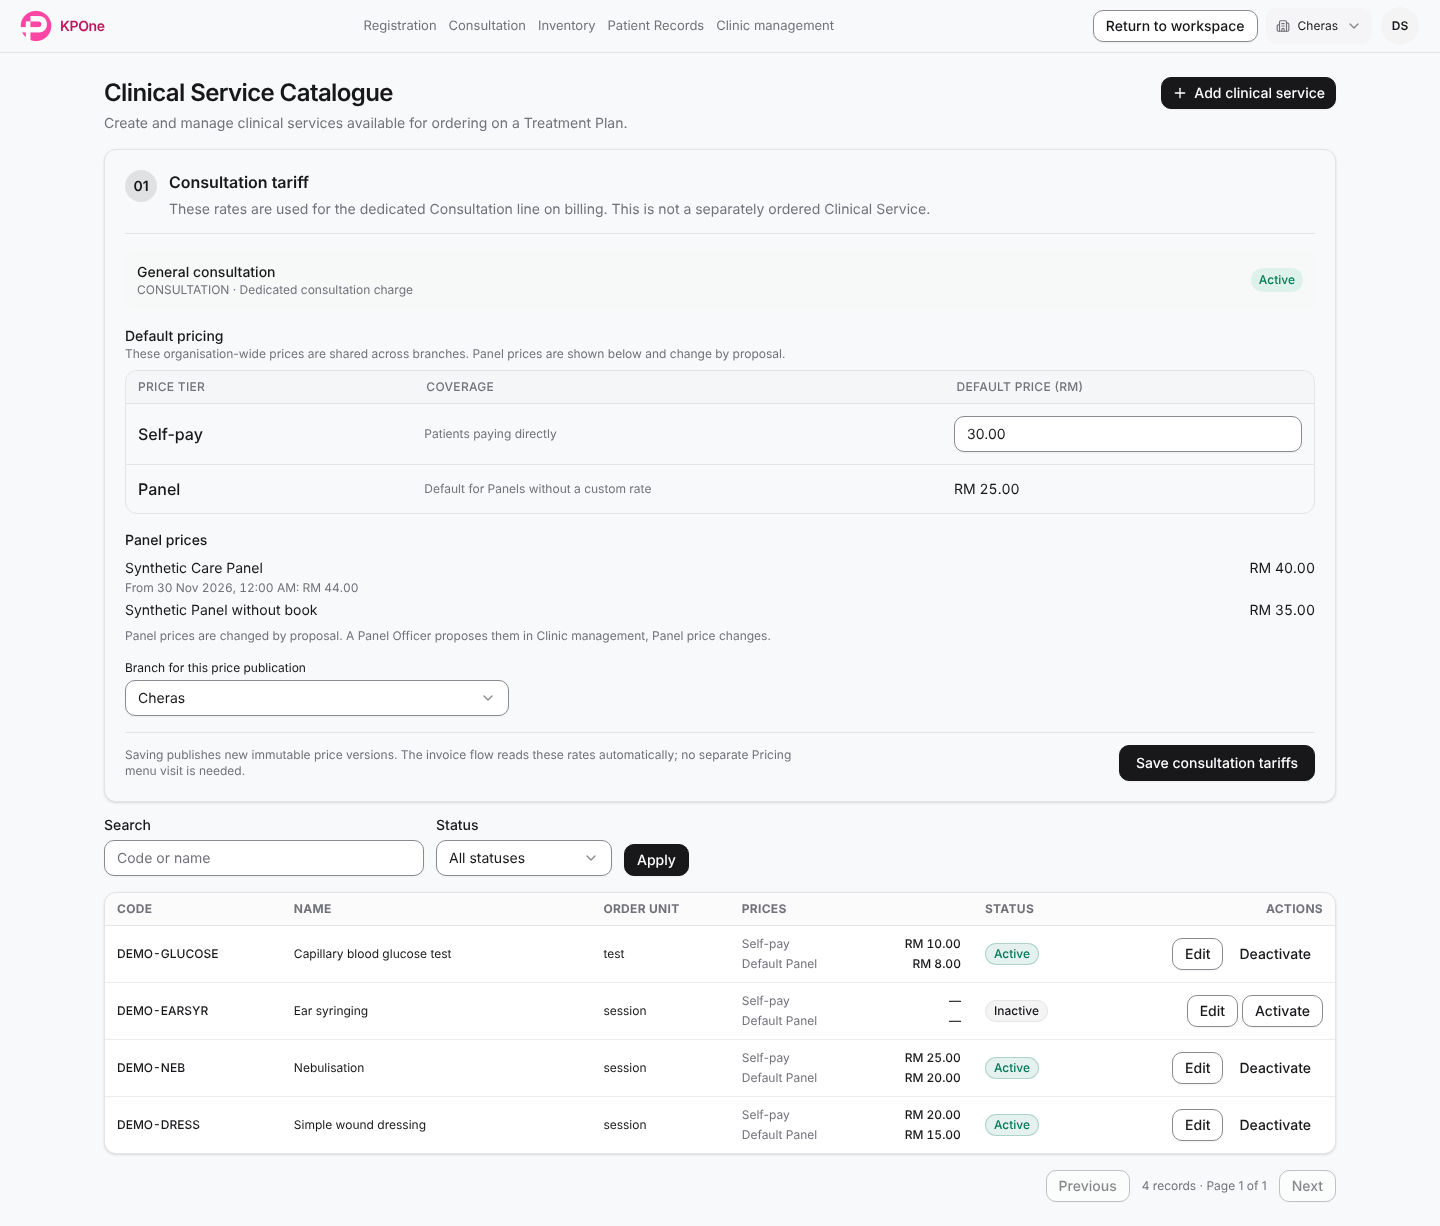 KPOne
Registration Consultation Inventory Patient Records Clinic management
Return to workspace
Cheras
DS
Clinical Service Catalogue
Add clinical service
Create and manage clinical services available for ordering on a Treatment Plan.
01
Consultation tariff
These rates are used for the dedicated Consultation line on billing. This is not a separately ordered Clinical Service.
General consultation
CONSULTATION · Dedicated consultation charge
Active
Default pricing
These organisation-wide prices are shared across branches. Panel prices are shown below and change by proposal.
PRICE TIER COVERAGE DEFAULT PRICE (RM)
Self-pay Patients paying directly 30.00
Panel Default for Panels without a custom rate RM 25.00
Panel prices
Synthetic Care Panel RM 40.00
From 30 Nov 2026, 12:00 AM: RM 44.00
Synthetic Panel without book RM 35.00
Panel prices are changed by proposal. A Panel Officer proposes them in Clinic management, Panel price changes.
Branch for this price publication
Cheras
Saving publishes new immutable price versions. The invoice flow reads these rates automatically; no separate Pricing
menu visit is needed.
Save consultation tariffs
Search Status
Code or name All statuses Apply
CODE NAME ORDER UNIT PRICES STATUS ACTIONS
DEMO-GLUCOSE Capillary blood glucose test test Self-pay RM 10.00 Active Edit Deactivate
Default Panel RM 8.00
DEMO-EARSYR Ear syringing session Self-pay — Inactive Edit Activate
Default Panel —
DEMO-NEB Nebulisation session Self-pay RM 25.00 Active Edit Deactivate
Default Panel RM 20.00
DEMO-DRESS Simple wound dressing session Self-pay RM 20.00 Active Edit Deactivate
Default Panel RM 15.00
Previous 4 records · Page 1 of 1 Next